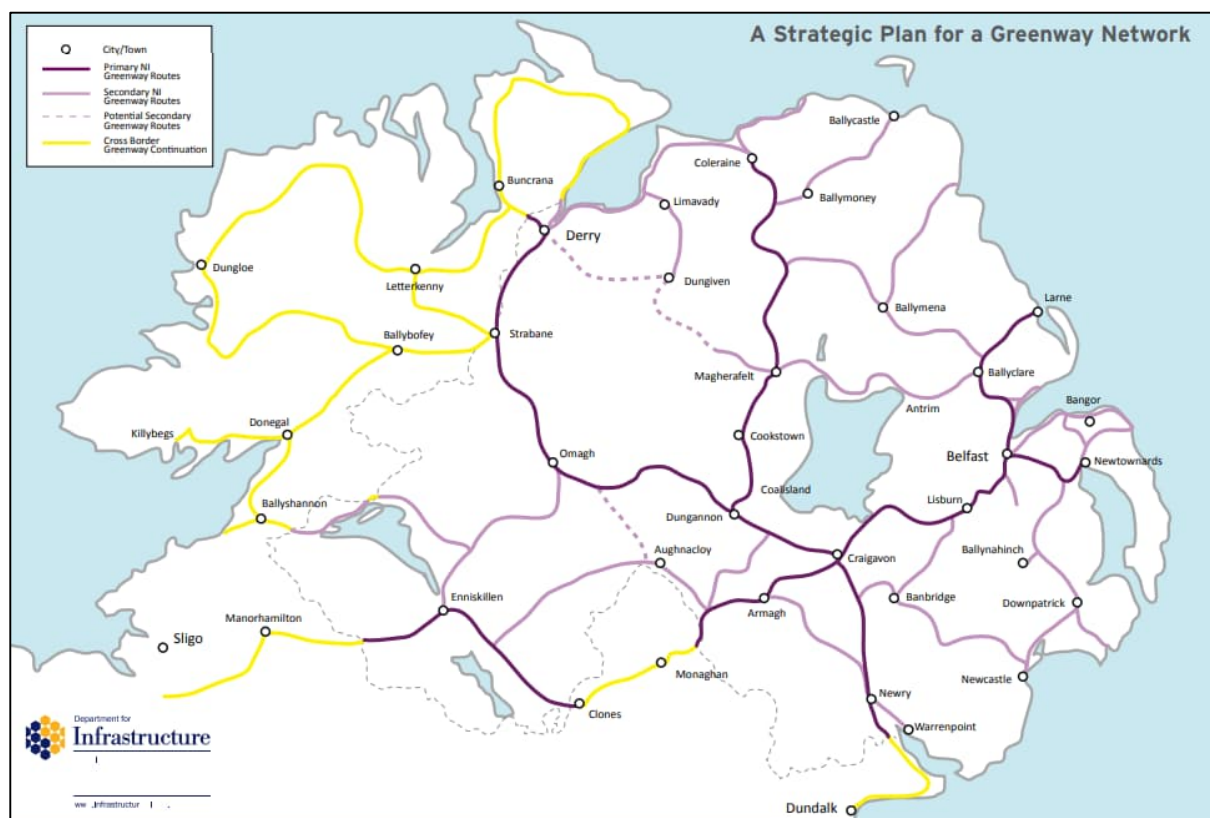 A Strategic Plan for a Greenway Network
City/Town
Primary NI
Greenway Routes
Secondary NI
Greenway Routes
Potential Secondary
Greenway Routes
Cross Border
Greenway Continuation
Ballycastle
Coleraine
Buncrana
Limavady
Ballymoney
Derry
Dungloe
Letterkenny
Dungiven
Ballymena
Larne
Strabane
Ballybofey
Magherafelt
Ballyclare
Antrim
Bangor
Killybegs
Donegal
Cookstown
Belfast
Newtownards
Omagh
Coalisland
Lisburn
Ballyshannon
Dungannon
Aughnacloy
Craigavon
Ballynahinch
Enniskillen
Armagh
Banbridge
Downpatrick
Manorhamilton
Sligo
Monaghan
Newcastle
Newry
Clones
Warrenpoint
Dundalk
Department for
Infrastructure
ww .Infrastructur